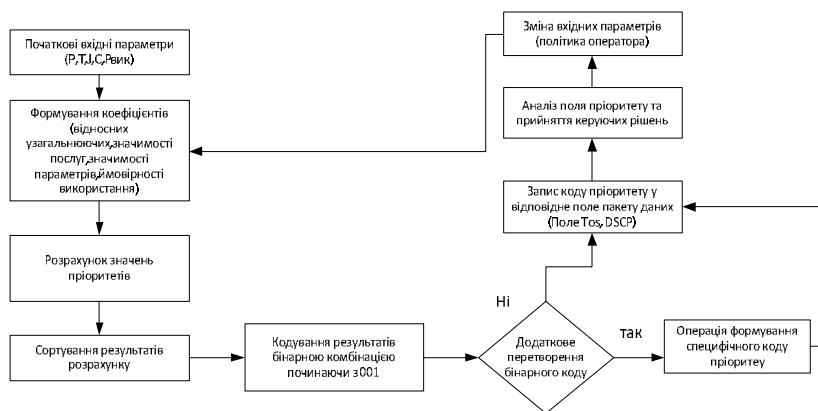 Початкові вхідні параметри
(P,T,J,C,Pвик)
Формування коефіцієнтів
(відносних
узагальнюючих,значимості
послуг,значимості
параметрів,ймовірності
використання)
Розрахунок значень
пріоритетів
Сортування результатів
розрахунку
Кодування результатів
бінарною комбінацією
починаючи з 001
Додаткове
перетворення
бінарного коду
Ні
так
Операція формування
специфічного коду
пріоритеу
Запис коду пріоритету у
відповідне поле пакету даних
(Поле Tos, DSCP)
Аналіз поля пріоритету та
прийняття керуючих рішень
Зміна вхідних параметрів
(політика оператора)